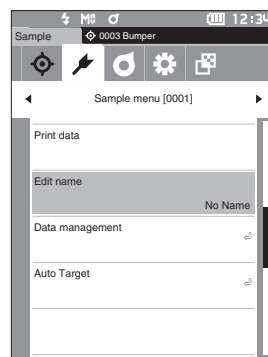 M 12:34
Sample 0003 Bumper
Sample menu [0001]
Print data
Edit name
No Name
Data management
Auto Target